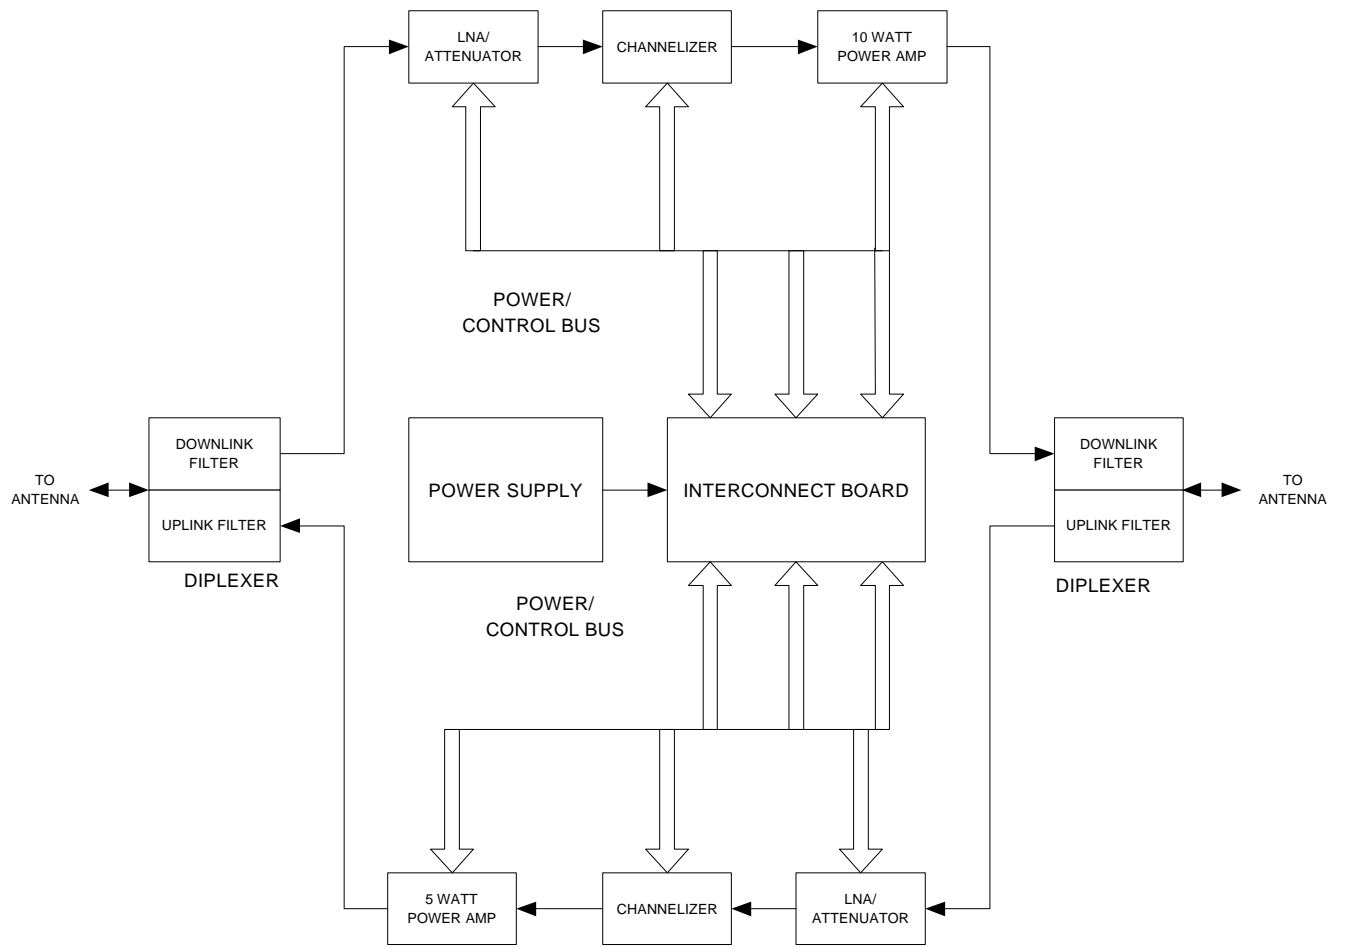 LNA/
ATTENUATOR
CHANNELIZER
10 WATT
POWER AMP
POWER/
CONTROL BUS
TO
ANTENNA
DOWNLINK
FILTER
UPLINK FILTER
DIPLEXER
POWER SUPPLY
INTERCONNECT BOARD
DOWNLINK
FILTER
UPLINK FILTER
DIPLEXER
TO
ANTENNA
POWER/
CONTROL BUS
5 WATT
POWER AMP
CHANNELIZER
LNA/
ATTENUATOR